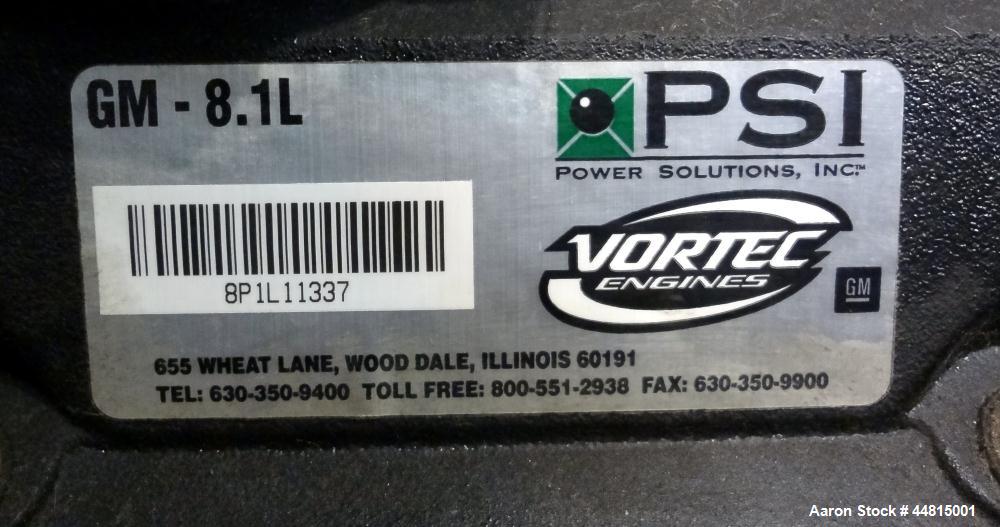 GM - 8.1L
PSI
POWER SOLUTIONS, INC.™
8P1L11337
VORTEC
ENGINES
GM
655 WHEAT LANE, WOOD DALE, ILLINOIS 60191
TEL: 630-350-9400 TOLL FREE: 800-551-2938 FAX: 630-350-9900
Aaron Stock # 44815001